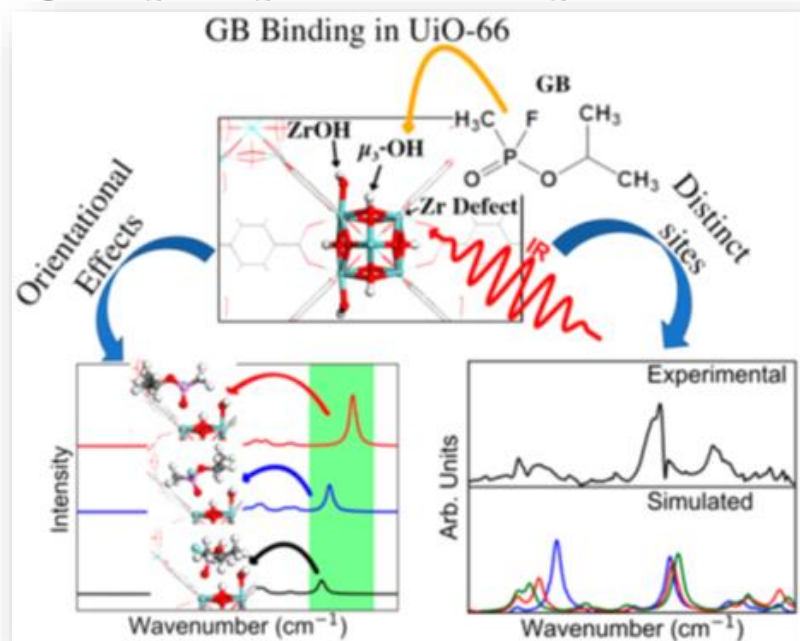 GB Binding in UiO-66
GB
H₃C
F
CH₃
P
O
O
CH₃
ZrOH
μ₃-OH
Zr Defect
IR
Orientational
Effects
Distinct
sites
Intensity
Wavenumber (cm⁻¹)
Experimental
Simulated
Arb. Units
Wavenumber (cm⁻¹)